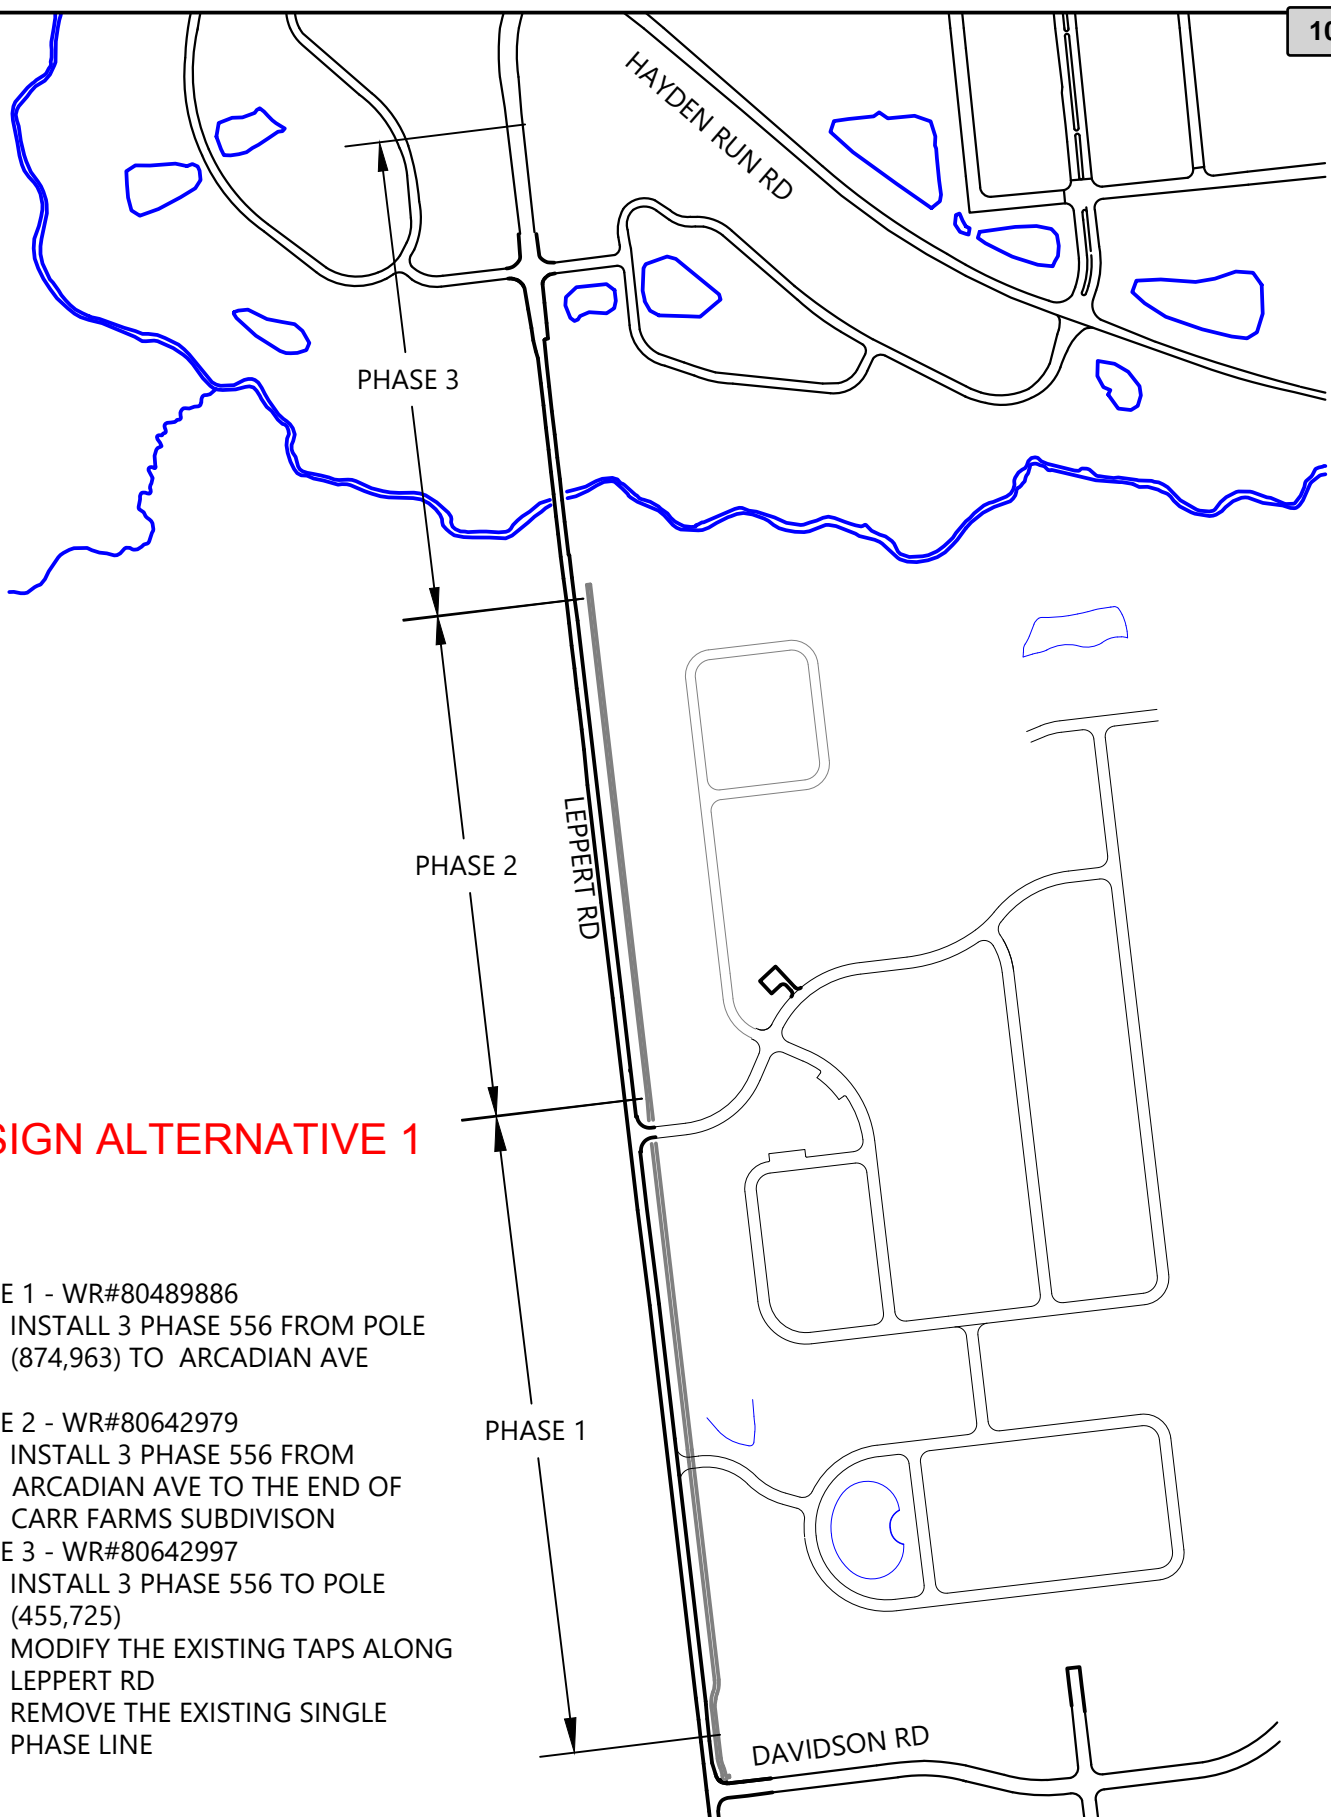 10
HAYDEN RUN RD
PHASE 3
PHASE 2
LEPPERT RD
SIGN ALTERNATIVE 1
E 1 - WR#80489886
INSTALL 3 PHASE 556 FROM POLE
(874,963) TO ARCADIAN AVE
E 2 - WR#80642979
INSTALL 3 PHASE 556 FROM
ARCADIAN AVE TO THE END OF
CARR FARMS SUBDIVISON
E 3 - WR#80642997
INSTALL 3 PHASE 556 TO POLE
(455,725)
MODIFY THE EXISTING TAPS ALONG
LEPPERT RD
REMOVE THE EXISTING SINGLE
PHASE LINE
PHASE 1
DAVIDSON RD